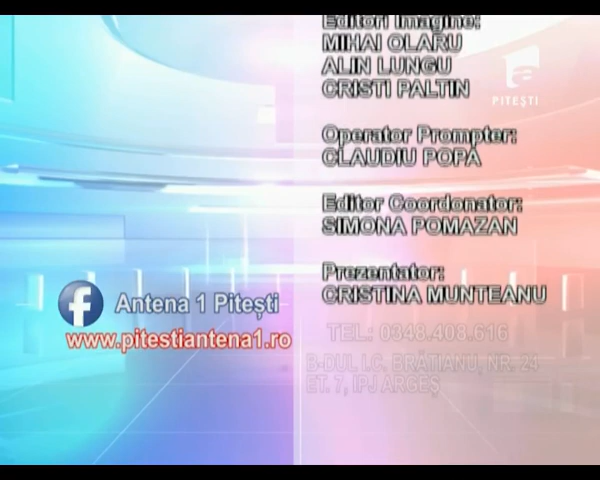 Editori Imagine:
MIHAI OLARU
ALIN LUNGU
CRISTI PALTIN
PITEȘTI
Operator Prompter:
CLAUDIU POPA
Editor Coordonator:
SIMONA POMAZAN
Prezentator:
CRISTINA MUNTEANU
Antena 1 Pitești
www.pitestiantena1.ro
TEL: 0348.408.616
B-DUL I.C. BRĂTIANU, NR. 24
ET. 7, IPJ ARGEȘ